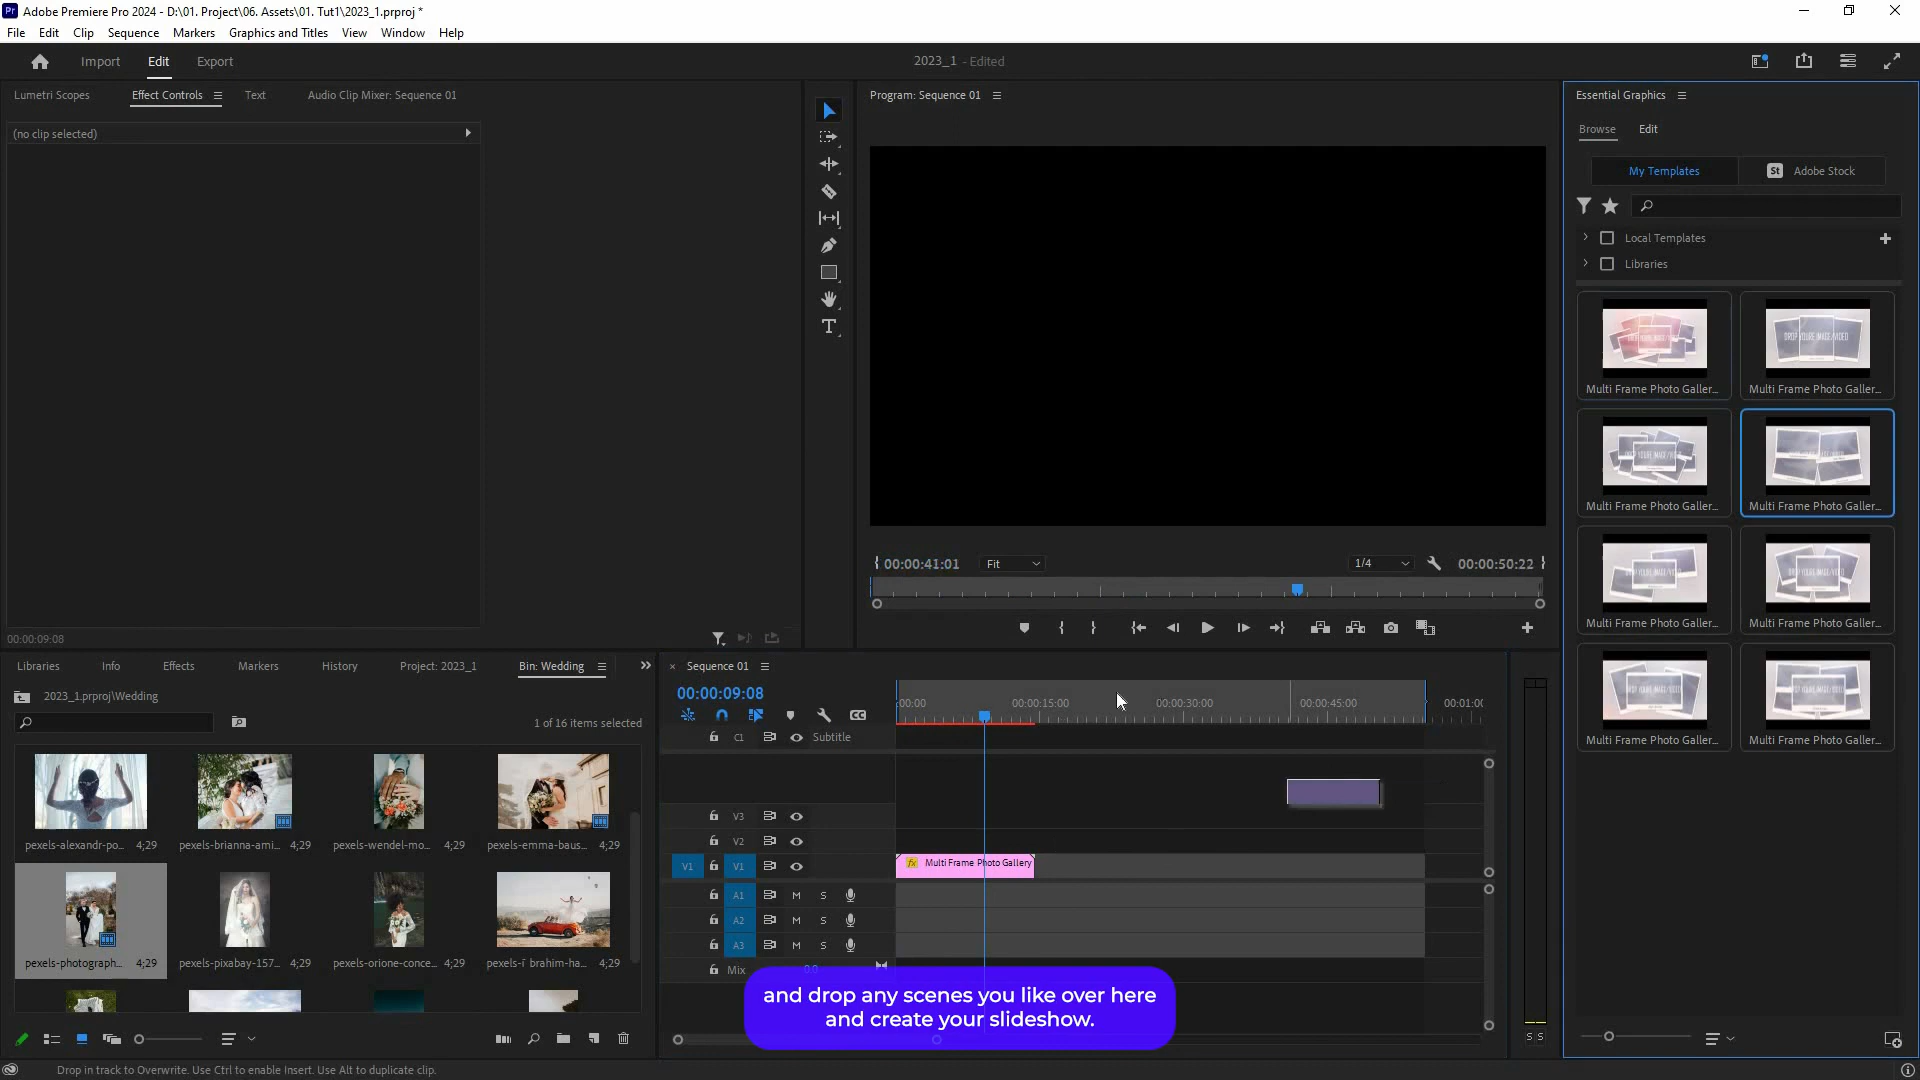 Adobe Premiere Pro 2024 - D:\01. Project\06. Assets\01. Tut1\2023_1.prproj *
File Edit Clip Sequence Markers Graphics and Titles View Window Help
Import Edit Export
2023_1 - Edited
Lumetri Scopes Effect Controls Text Audio Clip Mixer: Sequence 01
Program: Sequence 01
Essential Graphics
(no clip selected)
Browse Edit
My Templates St Adobe Stock
Local Templates
Libraries
Multi Frame Photo Galler... Multi Frame Photo Galler...
Multi Frame Photo Galler... Multi Frame Photo Galler...
Multi Frame Photo Galler... Multi Frame Photo Galler...
Multi Frame Photo Galler... Multi Frame Photo Galler...
00:00:41:01 Fit 1/4 00:00:50:22
00:00:09:08
Libraries Info Effects Markers History Project: 2023_1 Bin: Wedding
2023_1.prproj\Wedding
1 of 16 items selected
pexels-alexandr-po... 4;29 pexels-brianna-ami... 4;29 pexels-wendel-mo... 4;29 pexels-emma-baus... 4;29
pexels-photograph... 4;29 pexels-pixabay-157... 4;29 pexels-orione-conce... 4;29 pexels-i̇brahim-ha... 4;29
Sequence 01
00:00:09:08
:00:00 00:00:15:00 00:00:30:00 00:00:45:00 00:01:00
C1 Subtitle
V3
V2
V1 V1 Multi Frame Photo Gallery
A1 M S
A2 M S
A3 M S
Mix 0.0
S S
and drop any scenes you like over here
and create your slideshow.
Drop in track to Overwrite. Use Ctrl to enable Insert. Use Alt to duplicate clip.